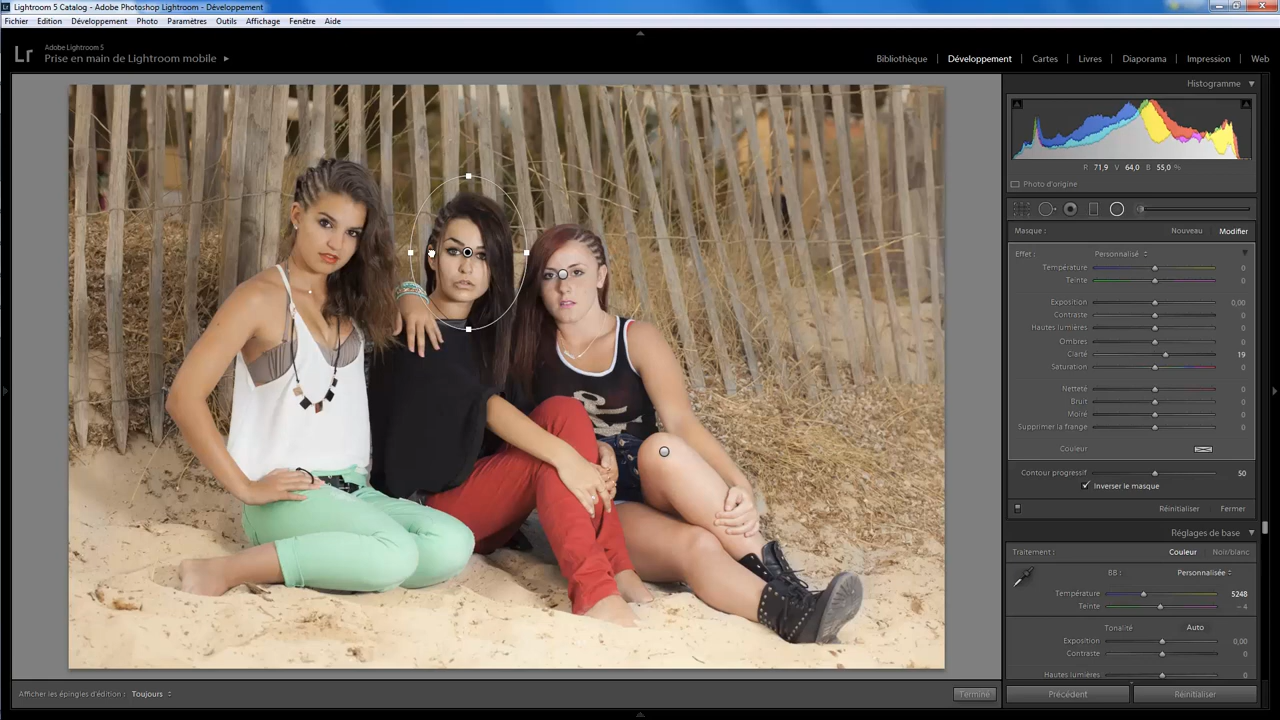 Lightroom 5 Catalog - Adobe Photoshop Lightroom - Développement
Fichier Edition Développement Photo Paramètres Outils Affichage Fenêtre Aide
Lr
Adobe Lightroom 5
Prise en main de Lightroom mobile
Bibliothèque | Développement | Cartes | Livres | Diaporama | Impression | Web
Histogramme
R 71,9 V 64,0 B 55,0 %
Photo d'origine
Masque : Nouveau Modifier
Effet : Personnalisé
Température 0
Teinte 0
Exposition 0,00
Contraste 0
Hautes lumières 0
Ombres 0
Clarté 19
Saturation 0
Netteté 0
Bruit 0
Moiré 0
Supprimer la frange 0
Couleur
Contour progressif 50
Inverser le masque
Réinitialiser Fermer
Réglages de base
Traitement : Couleur | Noir/blanc
BB : Personnalisée
Température 5248
Teinte - 4
Tonalité Auto
Exposition 0,00
Contraste 0
Hautes lumières 0
Afficher les épingles d'édition : Toujours
Terminé
Précédent Réinitialiser